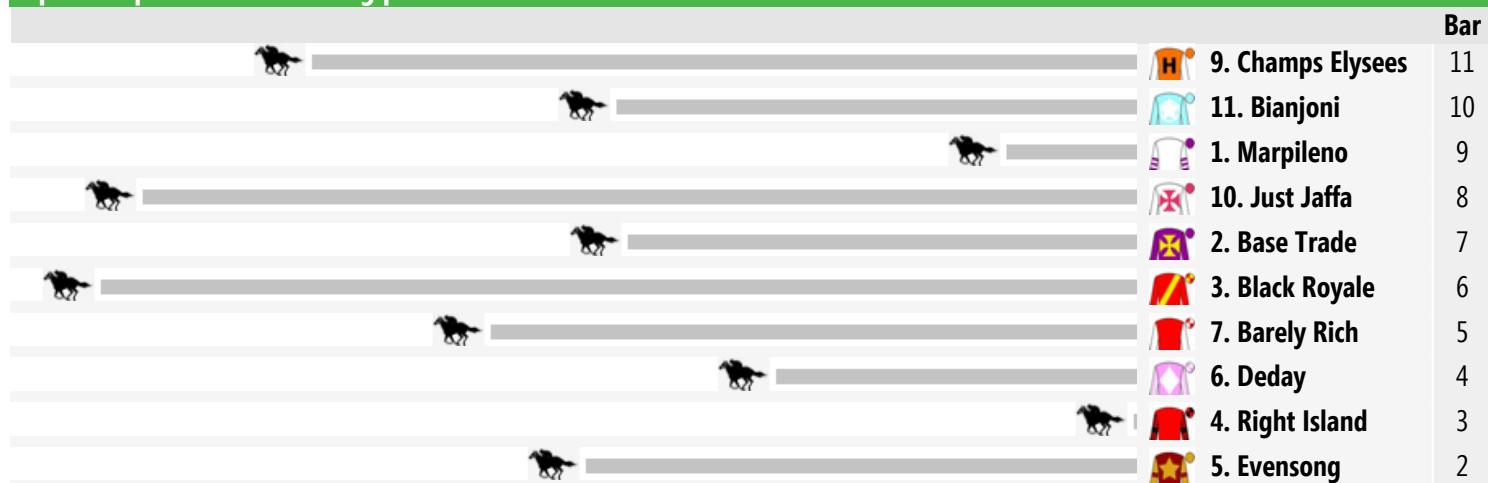 Bar
H
9. Champs Elysees 11
11. Bianjoni 10
1. Marpileno 9
10. Just Jaffa 8
2. Base Trade 7
3. Black Royale 6
7. Barely Rich 5
6. Deday 4
4. Right Island 3
5. Evensong 2